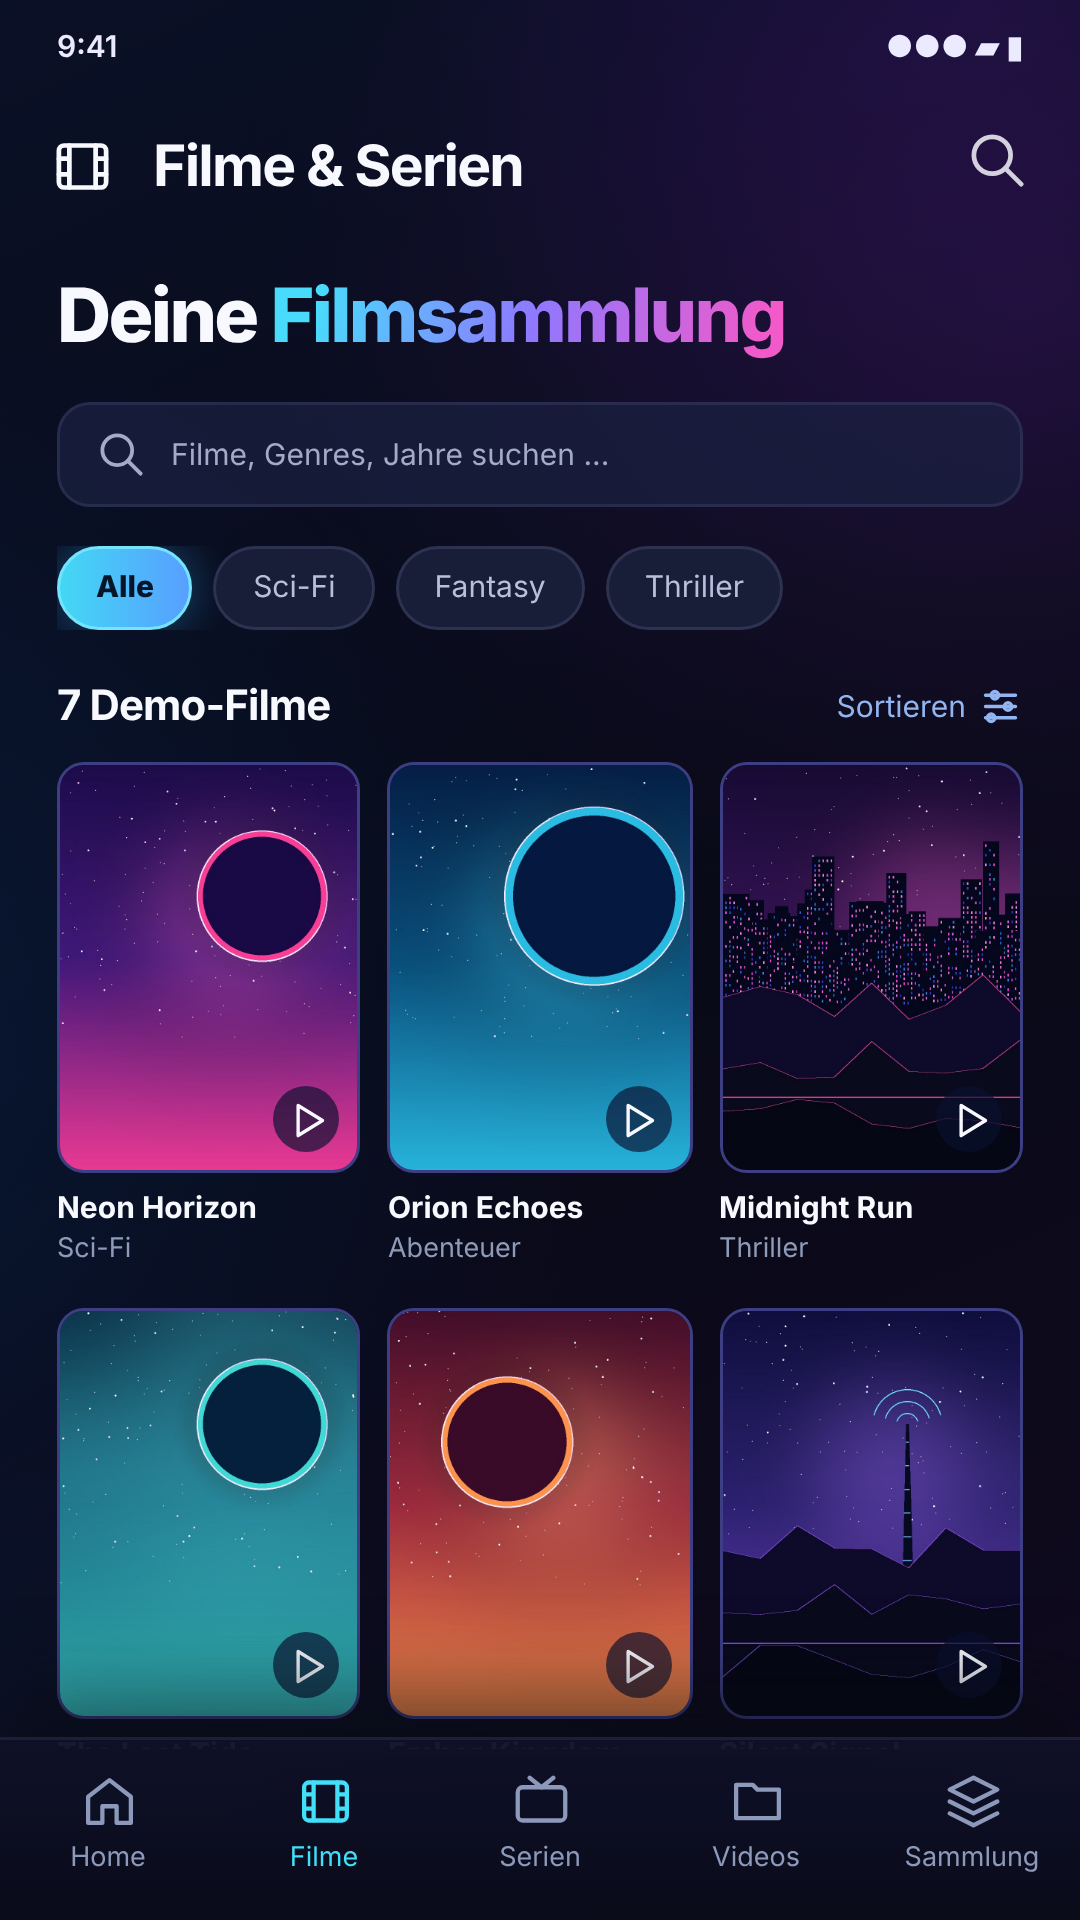 9:41
Filme & Serien
Deine Filmsammlung
Filme, Genres, Jahre suchen ...
Alle
Sci-Fi
Fantasy
Thriller
7 Demo-Filme
Sortieren
Neon Horizon
Orion Echoes
Midnight Run
Sci-Fi
Abenteuer
Thriller
Home
Filme
Serien
Videos
Sammlung